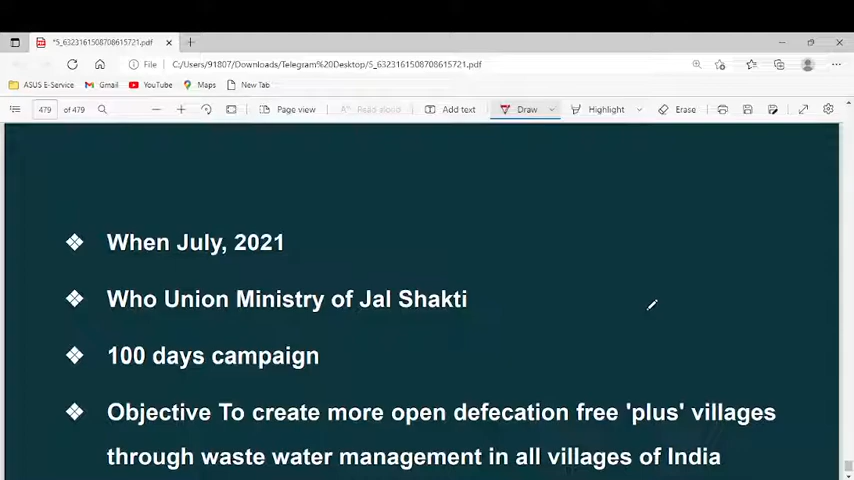 *5_6323161508708615721.pdf
File
C:/Users/91807/Downloads/Telegram%20Desktop/5_6323161508708615721.pdf
ASUS E-Service
Gmail
YouTube
Maps
New Tab
479 of 479
Page view
Read aloud
Add text
Draw
Highlight
Erase
When July, 2021
Who Union Ministry of Jal Shakti
100 days campaign
Objective To create more open defecation free 'plus' villages
through waste water management in all villages of India